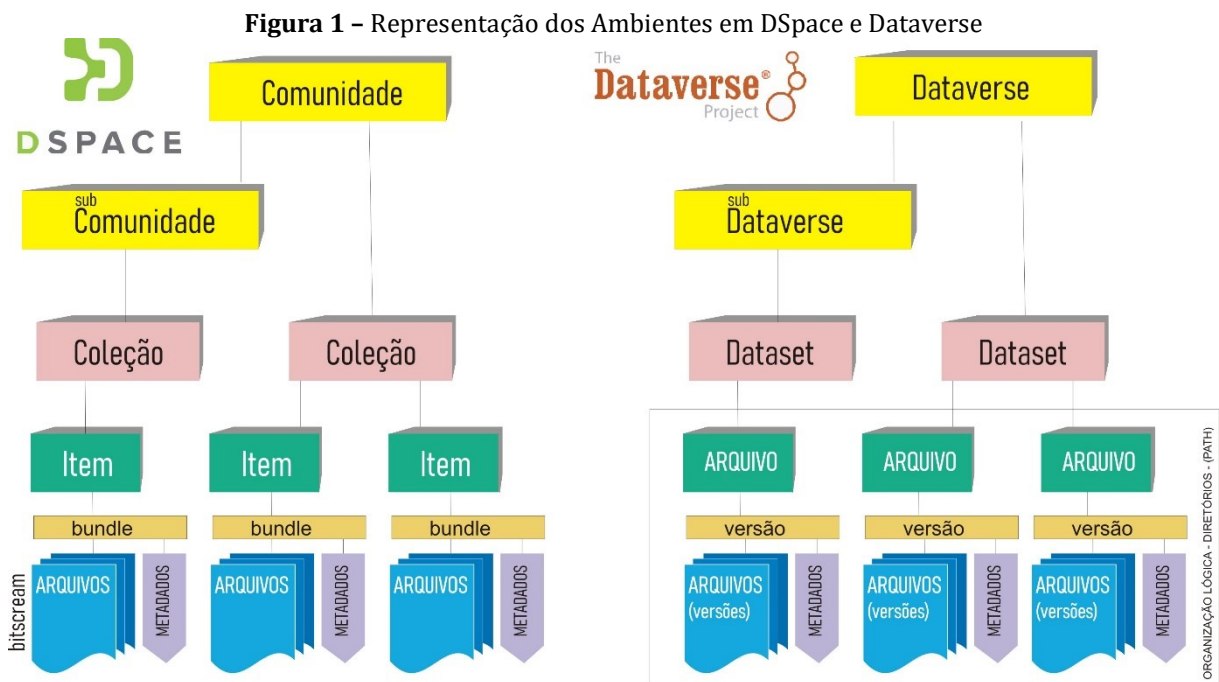 Figura 1 – Representação dos Ambientes em DSpace e Dataverse
DSPACE
Comunidade
sub
Comunidade
Coleção
Coleção
Item
Item
Item
bundle
bundle
bundle
bitscream
ARQUIVOS
METADADOS
ARQUIVOS
METADADOS
ARQUIVOS
METADADOS
The
Dataverse®
Project
Dataverse
sub
Dataverse
Dataset
Dataset
ARQUIVO
ARQUIVO
ARQUIVO
versão
versão
versão
ARQUIVOS
(versões)
METADADOS
ARQUIVOS
(versões)
METADADOS
ARQUIVOS
(versões)
METADADOS
ORGANIZAÇÃO LÓGICA - DIRETÓRIOS - (PATH)